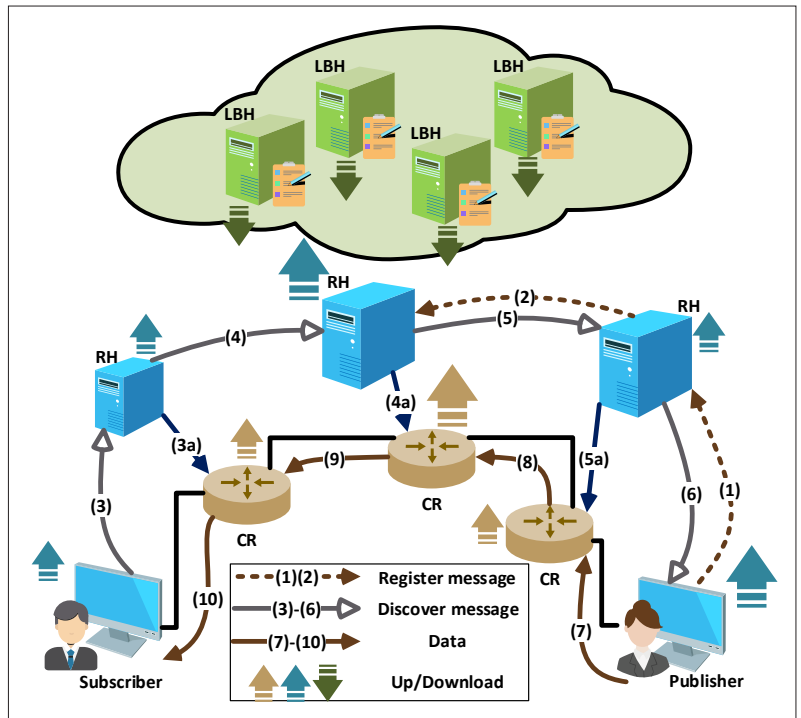 LBH
LBH
LBH
LBH
RH
(2)
RH
(4)
(5)
RH
(4a)
(3a)
(9)
(8)
(5a)
(6)
(1)
(3)
CR
CR
CR
(10)
(7)
(1)(2) Register message
(3)-(6) Discover message
(7)-(10) Data
Up/Download
Subscriber
Publisher